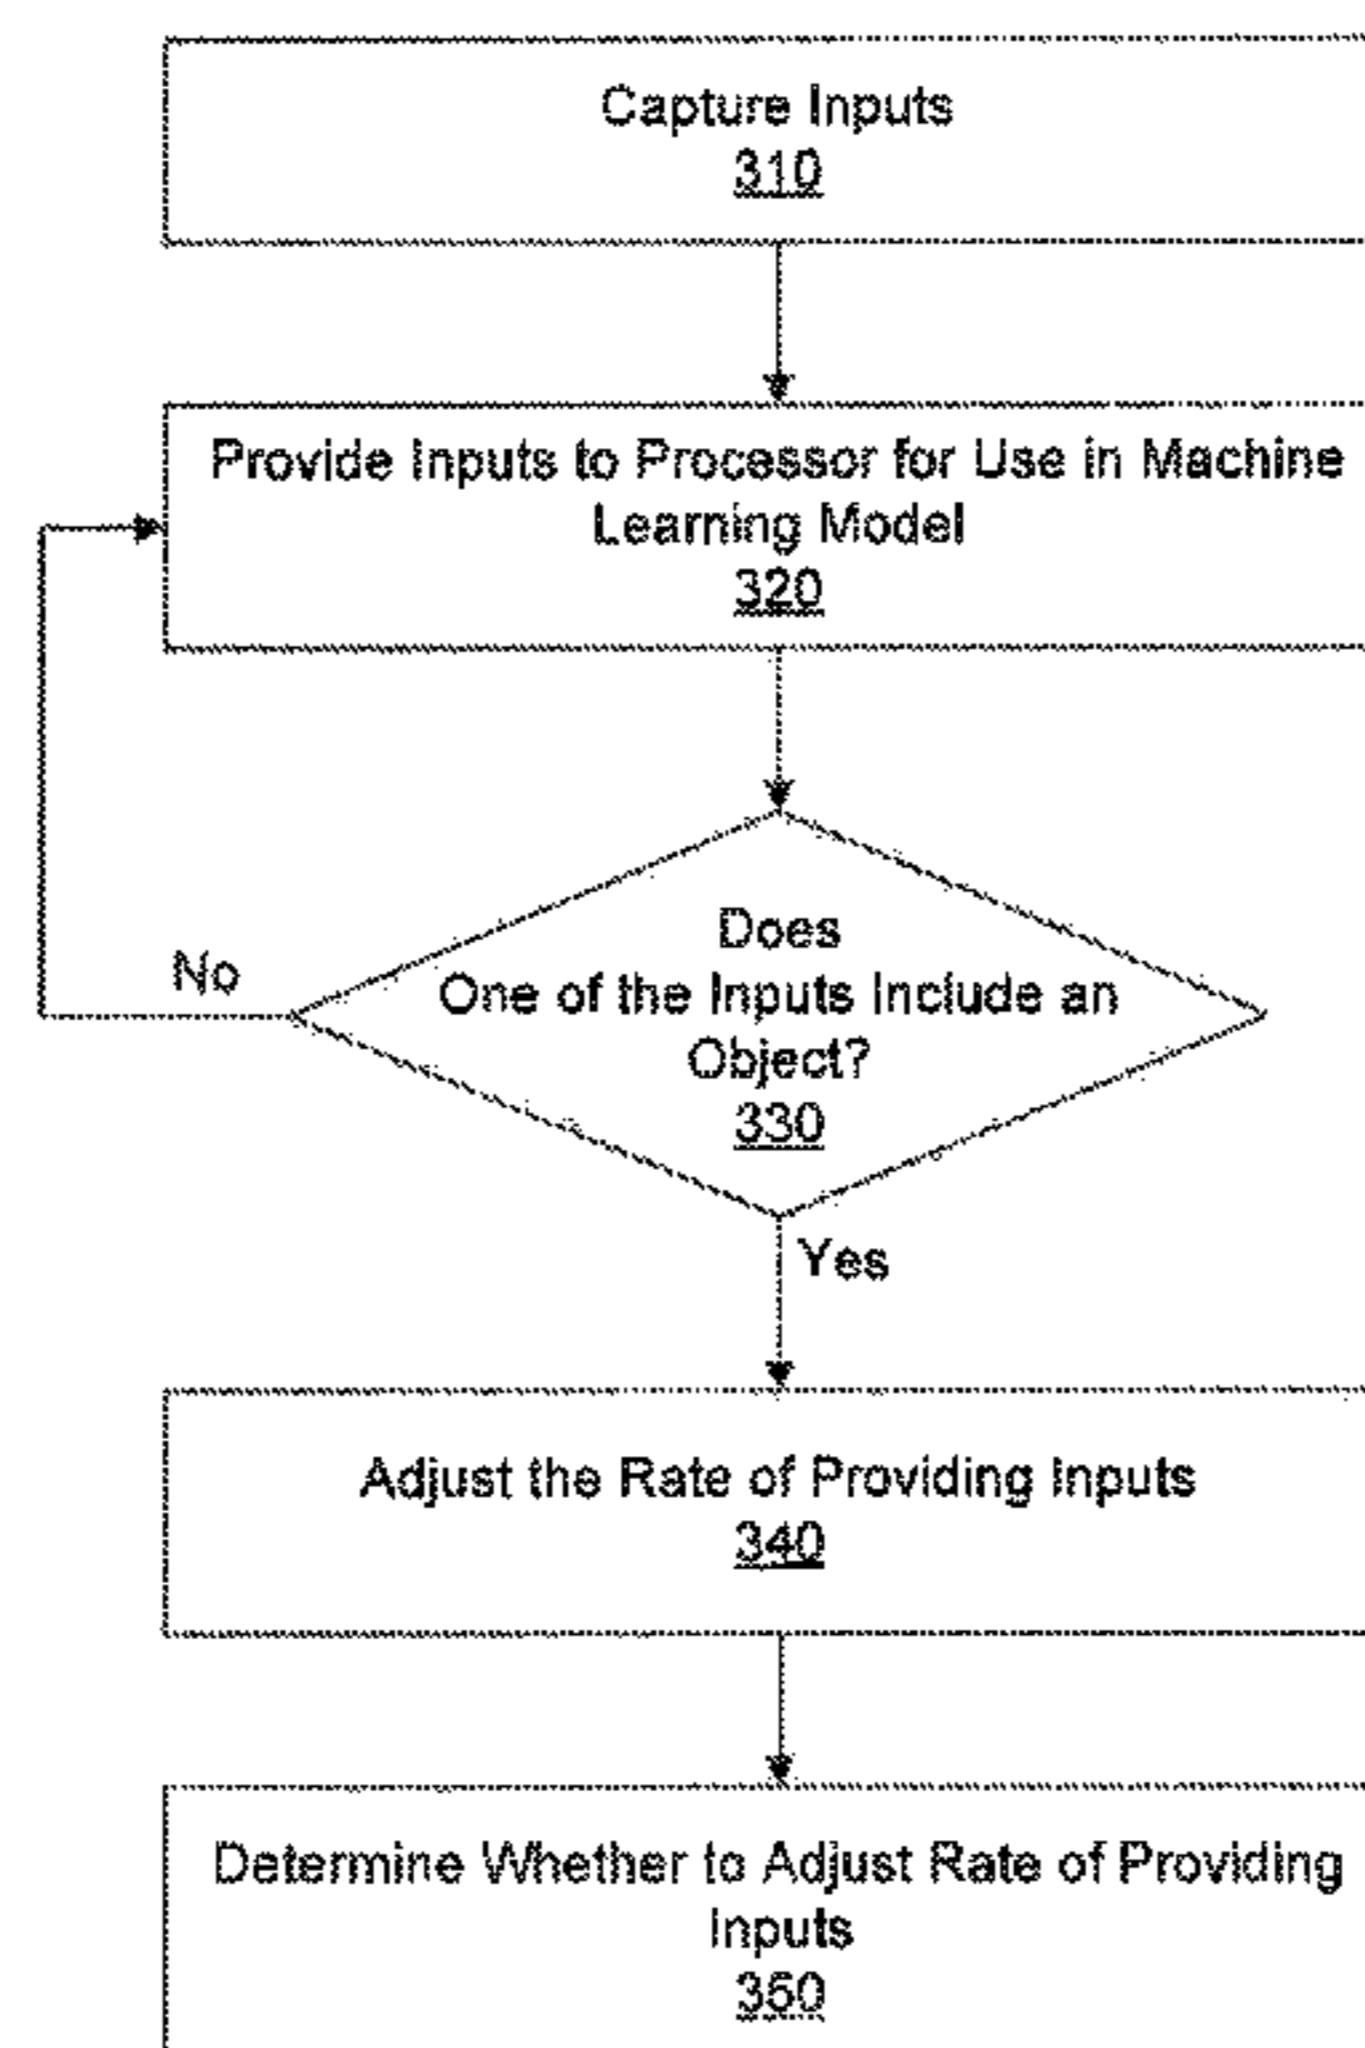 Capture Inputs
310
Provide Inputs to Processor for Use in Machine
Learning Model
320
Does
One of the Inputs Include an
Object?
330
No
Yes
Adjust the Rate of Providing Inputs
340
Determine Whether to Adjust Rate of Providing
Inputs
350